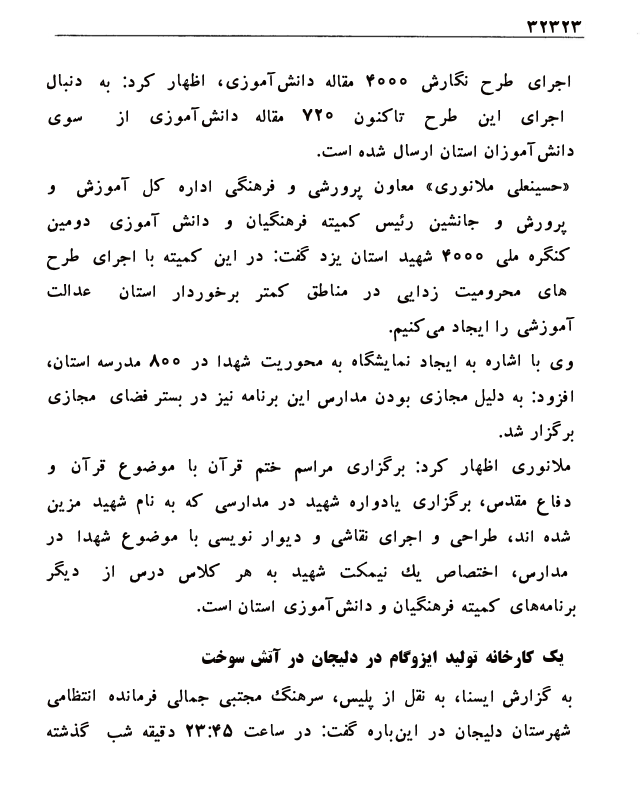 ۳۲۳۲۳
اجرای طرح نگارش ۴۰۰۰ مقاله دانش‌آموزی، اظهار کرد: به دنبال
اجرای این طرح تاکنون ۷۲۰ مقاله دانش‌آموزی از سوی
دانش‌آموزان استان ارسال شده است.
«حسینعلی ملانوری» معاون پرورشی و فرهنگی اداره کل آموزش و
پرورش و جانشین رئیس کمیته فرهنگیان و دانش آموزی دومین
کنگره ملی ۴۰۰۰ شهید استان یزد گفت: در این کمیته با اجرای طرح
های محرومیت زدایی در مناطق کمتر برخوردار استان عدالت
آموزشی را ایجاد می‌کنیم.
وی با اشاره به ایجاد نمایشگاه به محوریت شهدا در ۸۰۰ مدرسه استان،
افزود: به دلیل مجازی بودن مدارس این برنامه نیز در بستر فضای مجازی
برگزار شد.
ملانوری اظهار کرد: برگزاری مراسم ختم قرآن با موضوع قرآن و
دفاع مقدس، برگزاری یادواره شهید در مدارسی که به نام شهید مزین
شده اند، طراحی و اجرای نقاشی و دیوار نویسی با موضوع شهدا در
مدارس، اختصاص یك نیمکت شهید به هر کلاس درس از دیگر
برنامه‌های کمیته فرهنگیان و دانش‌آموزی استان است.
یک کارخانه تولید ایزوگام در دلیجان در آتش سوخت
به گزارش ایسنا، به نقل از پلیس، سرهنگ مجتبی جمالی فرمانده انتظامی
شهرستان دلیجان در این‌باره گفت: در ساعت ۲۳:۴۵ دقیقه شب گذشته